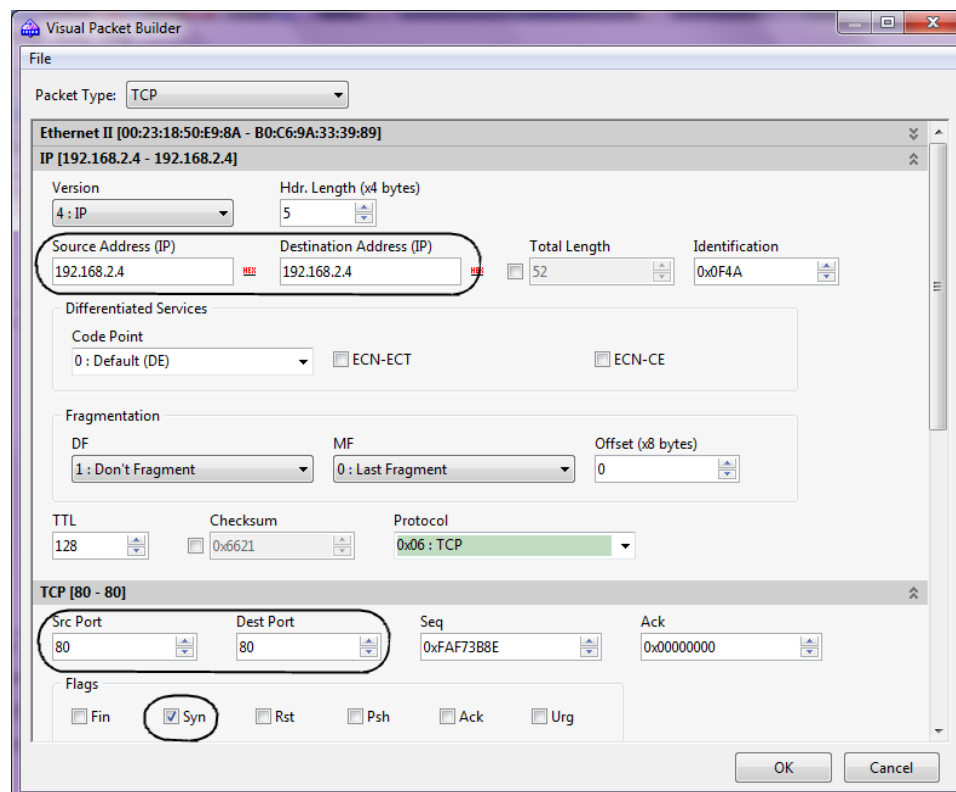 Visual Packet Builder
File
Packet Type: TCP
Ethernet II [00:23:18:50:E9:8A - B0:C6:9A:33:39:89]
IP [192.168.2.4 - 192.168.2.4]
Version Hdr. Length (x4 bytes)
4 : IP 5
Source Address (IP) Destination Address (IP) Total Length Identification
192.168.2.4 HEX 192.168.2.4 HEX 52 0x0F4A
Differentiated Services
Code Point
0 : Default (DE) ECN-ECT ECN-CE
Fragmentation
DF MF Offset (x8 bytes)
1 : Don't Fragment 0 : Last Fragment 0
TTL Checksum Protocol
128 0x6621 0x06 : TCP
TCP [80 - 80]
Src Port Dest Port Seq Ack
80 80 0xFAF73B8E 0x00000000
Flags
Fin Syn Rst Psh Ack Urg
OK Cancel